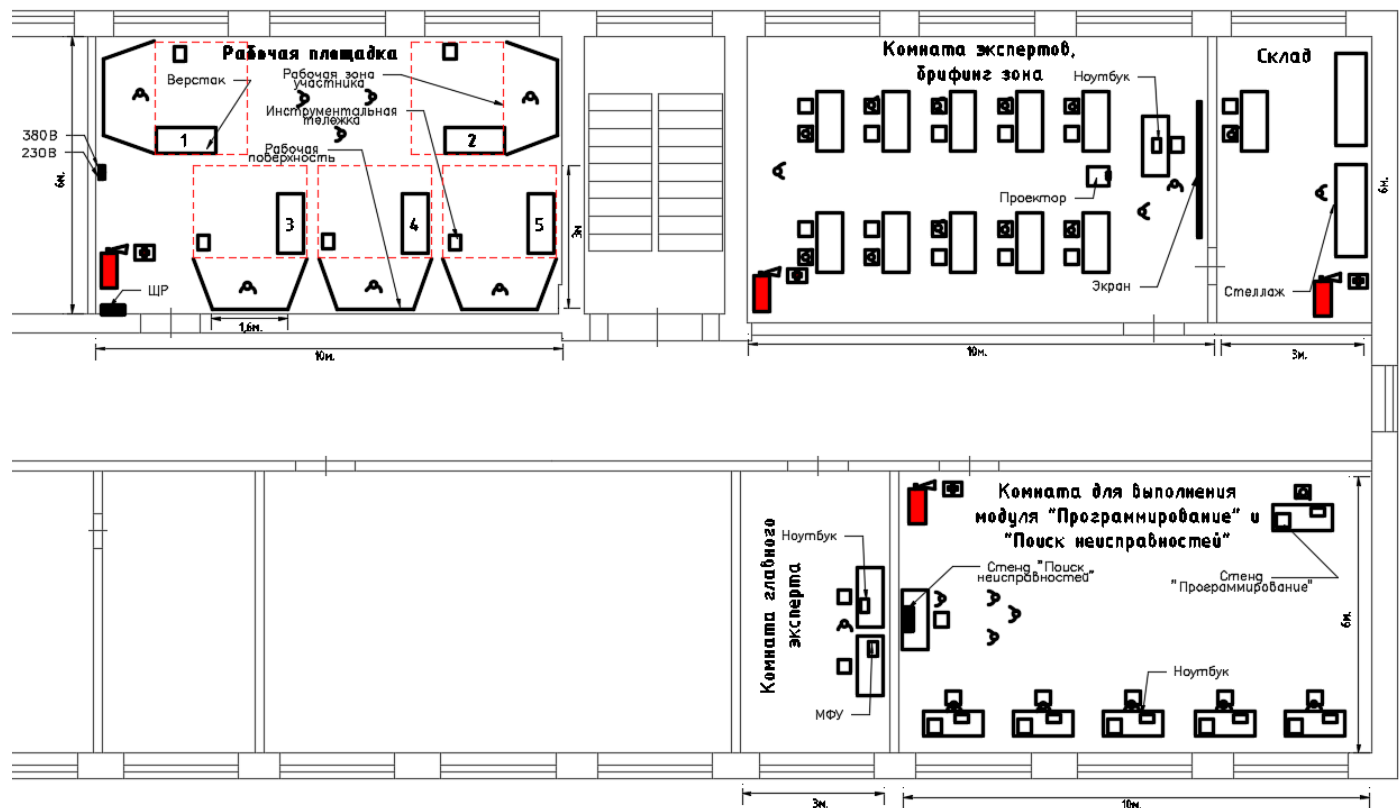 Рабочая площадка
Верстак
Рабочая зона
участника
Инструментальная
тележка
Рабочая
поверхность
380В
230В
6м.
1
2
3
4
5
3м
ЩР
1,6м.
10м.
Комната экспертов,
брифинг зона
Ноутбук
Проектор
Экран
10м.
Склад
Стеллаж
6м.
3м.
Комната главного
эксперта
Ноутбук
МФУ
3м.
Комната для выполнения
модуля "Программирование" и
"Поиск неисправностей"
Стенд "Поиск
неисправностей"
Стенд
"Программирование"
Ноутбук
6м.
10м.